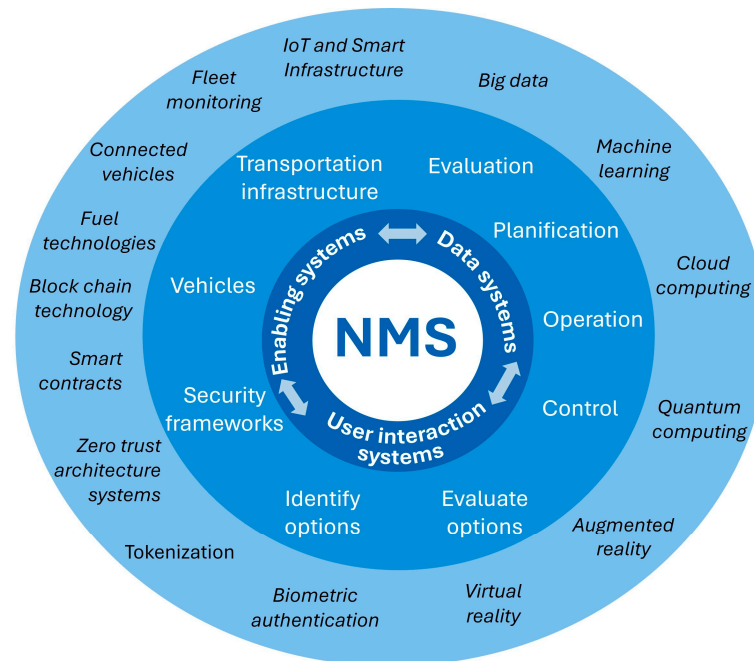 IoT and Smart
Infrastructure
Big data
Fleet
monitoring
Machine
learning
Connected
vehicles
Transportation
infrastructure
Evaluation
Fuel
technologies
Planification
Enabling systems
Data systems
Cloud
computing
Block chain
technology
Vehicles
NMS
Operation
Smart
contracts
Security
frameworks
Control
Quantum
computing
User interaction
systems
Zero trust
architecture
systems
Identify
options
Evaluate
options
Augmented
reality
Tokenization
Biometric
authentication
Virtual
reality